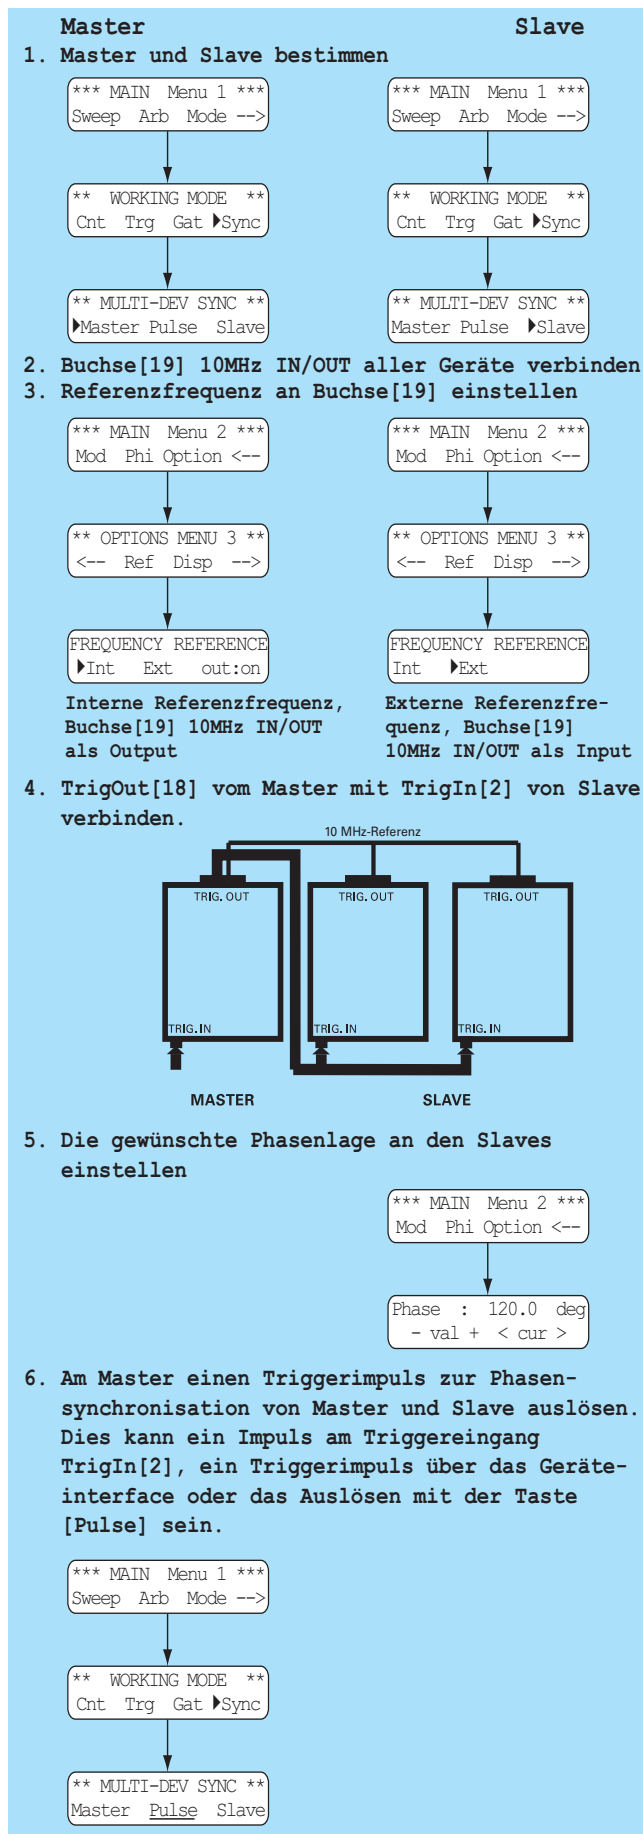 Master Slave
1. Master und Slave bestimmen
*** MAIN Menu 1 ***
Sweep Arb Mode -->
** WORKING MODE **
Cnt Trg Gat ▶Sync
** MULTI-DEV SYNC **
▶Master Pulse Slave
*** MAIN Menu 1 ***
Sweep Arb Mode -->
** WORKING MODE **
Cnt Trg Gat ▶Sync
** MULTI-DEV SYNC **
Master Pulse ▶Slave
2. Buchse[19] 10MHz IN/OUT aller Geräte verbinden
3. Referenzfrequenz an Buchse[19] einstellen
*** MAIN Menu 2 ***
Mod Phi Option <--
** OPTIONS MENU 3 **
<-- Ref Disp -->
FREQUENCY REFERENCE
▶Int Ext out:on
Interne Referenzfrequenz,
Buchse[19] 10MHz IN/OUT
als Output
*** MAIN Menu 2 ***
Mod Phi Option <--
** OPTIONS MENU 3 **
<-- Ref Disp -->
FREQUENCY REFERENCE
Int ▶Ext
Externe Referenzfre-
quenz, Buchse[19]
10MHz IN/OUT als Input
4. TrigOut[18] vom Master mit TrigIn[2] von Slave
verbinden.
10 MHz-Referenz
TRIG. OUT TRIG. OUT TRIG. OUT
TRIG. IN TRIG. IN TRIG. IN
MASTER SLAVE
5. Die gewünschte Phasenlage an den Slaves
einstellen
*** MAIN Menu 2 ***
Mod Phi Option <--
Phase : 120.0 deg
- val + < cur >
6. Am Master einen Triggerimpuls zur Phasen-
synchronisation von Master und Slave auslösen.
Dies kann ein Impuls am Triggereingang
TrigIn[2], ein Triggerimpuls über das Geräte-
interface oder das Auslösen mit der Taste
[Pulse] sein.
*** MAIN Menu 1 ***
Sweep Arb Mode -->
** WORKING MODE **
Cnt Trg Gat ▶Sync
** MULTI-DEV SYNC **
Master Pulse Slave